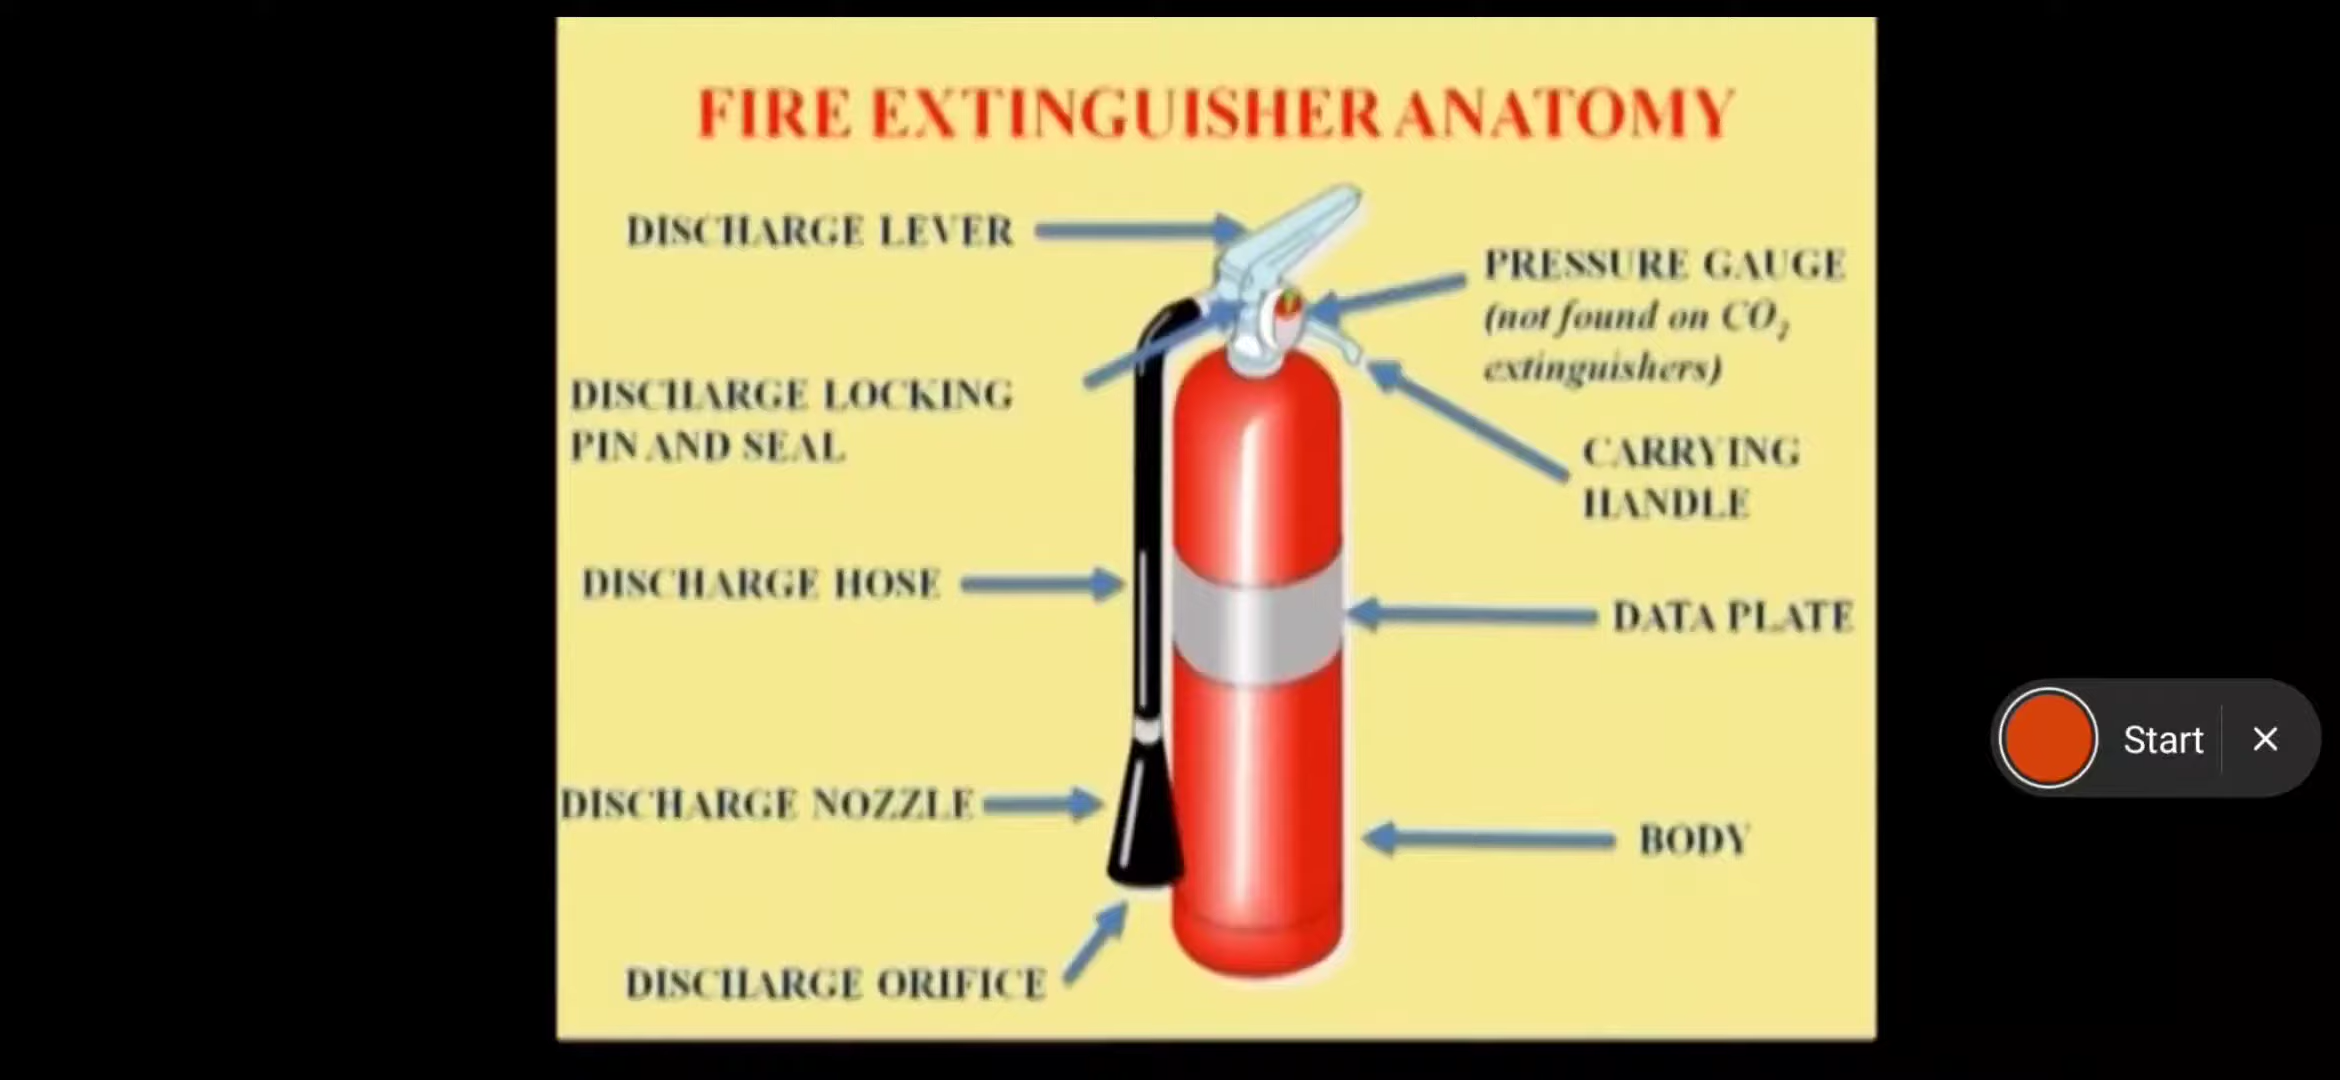 FIRE EXTINGUISHER ANATOMY
DISCHARGE LEVER
PRESSURE GAUGE
(not found on CO₂
extinguishers)
DISCHARGE LOCKING
PIN AND SEAL
CARRYING
HANDLE
DISCHARGE HOSE
DATA PLATE
DISCHARGE NOZZLE
BODY
DISCHARGE ORIFICE
Start